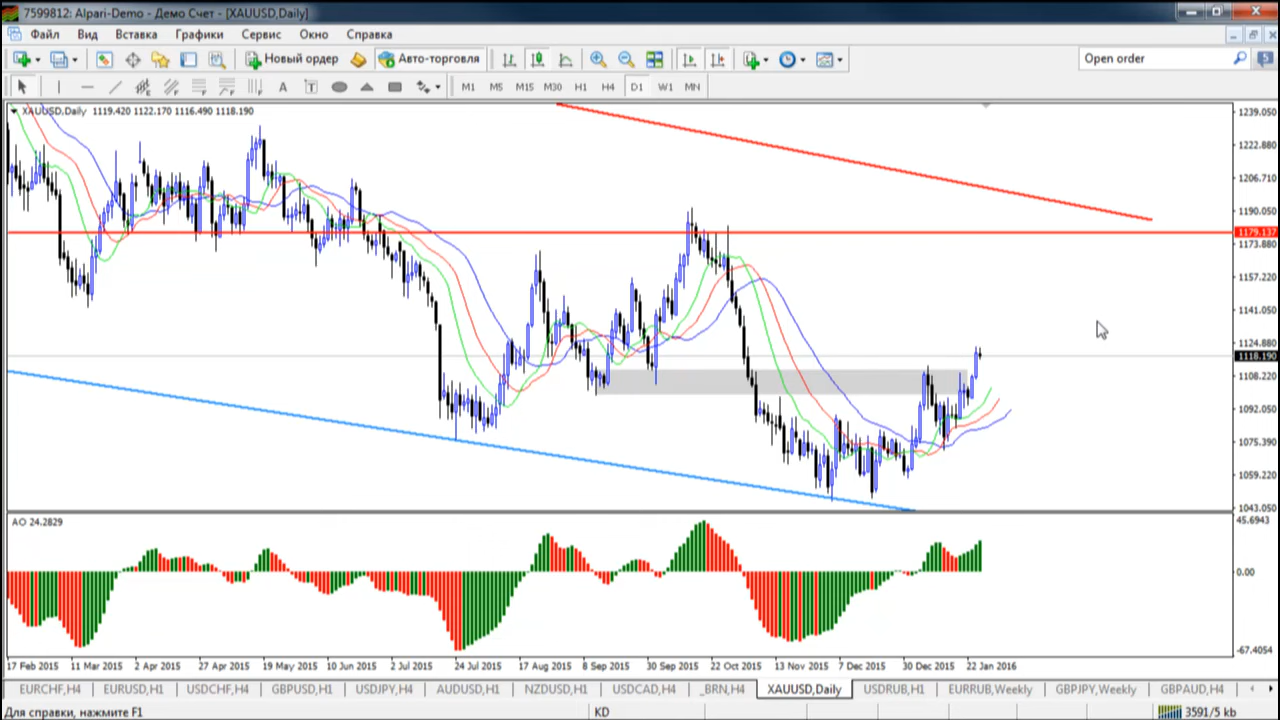 7599812: Alpari-Demo - Демо Счет - [XAUUSD,Daily]
Файл Вид Вставка Графики Сервис Окно Справка
Новый ордер Авто-торговля Open order 5
A T M1 M5 M15 M30 H1 H4 D1 W1 MN
XAUUSD,Daily 1119.420 1122.170 1116.490 1118.190
1239.050
1222.880
1206.710
1190.050
1179.137
1173.880
1157.220
1141.050
1124.880
1118.190
1108.220
1092.050
1075.390
1059.220
1043.050
AO 24.2829
45.6943
0.00
-67.4054
17 Feb 2015 11 Mar 2015 2 Apr 2015 27 Apr 2015 19 May 2015 10 Jun 2015 2 Jul 2015 24 Jul 2015 17 Aug 2015 8 Sep 2015 30 Sep 2015 22 Oct 2015 13 Nov 2015 7 Dec 2015 30 Dec 2015 22 Jan 2016
EURCHF,H4 EURUSD,H1 USDCHF,H4 GBPUSD,H1 USDJPY,H4 AUDUSD,H1 NZDUSD,H1 USDCAD,H4 _BRN,H4 XAUUSD,Daily USDRUB,H1 EURRUB,Weekly GBPJPY,Weekly GBPAUD,H4
Для справки, нажмите F1 KD 3591/5 kb